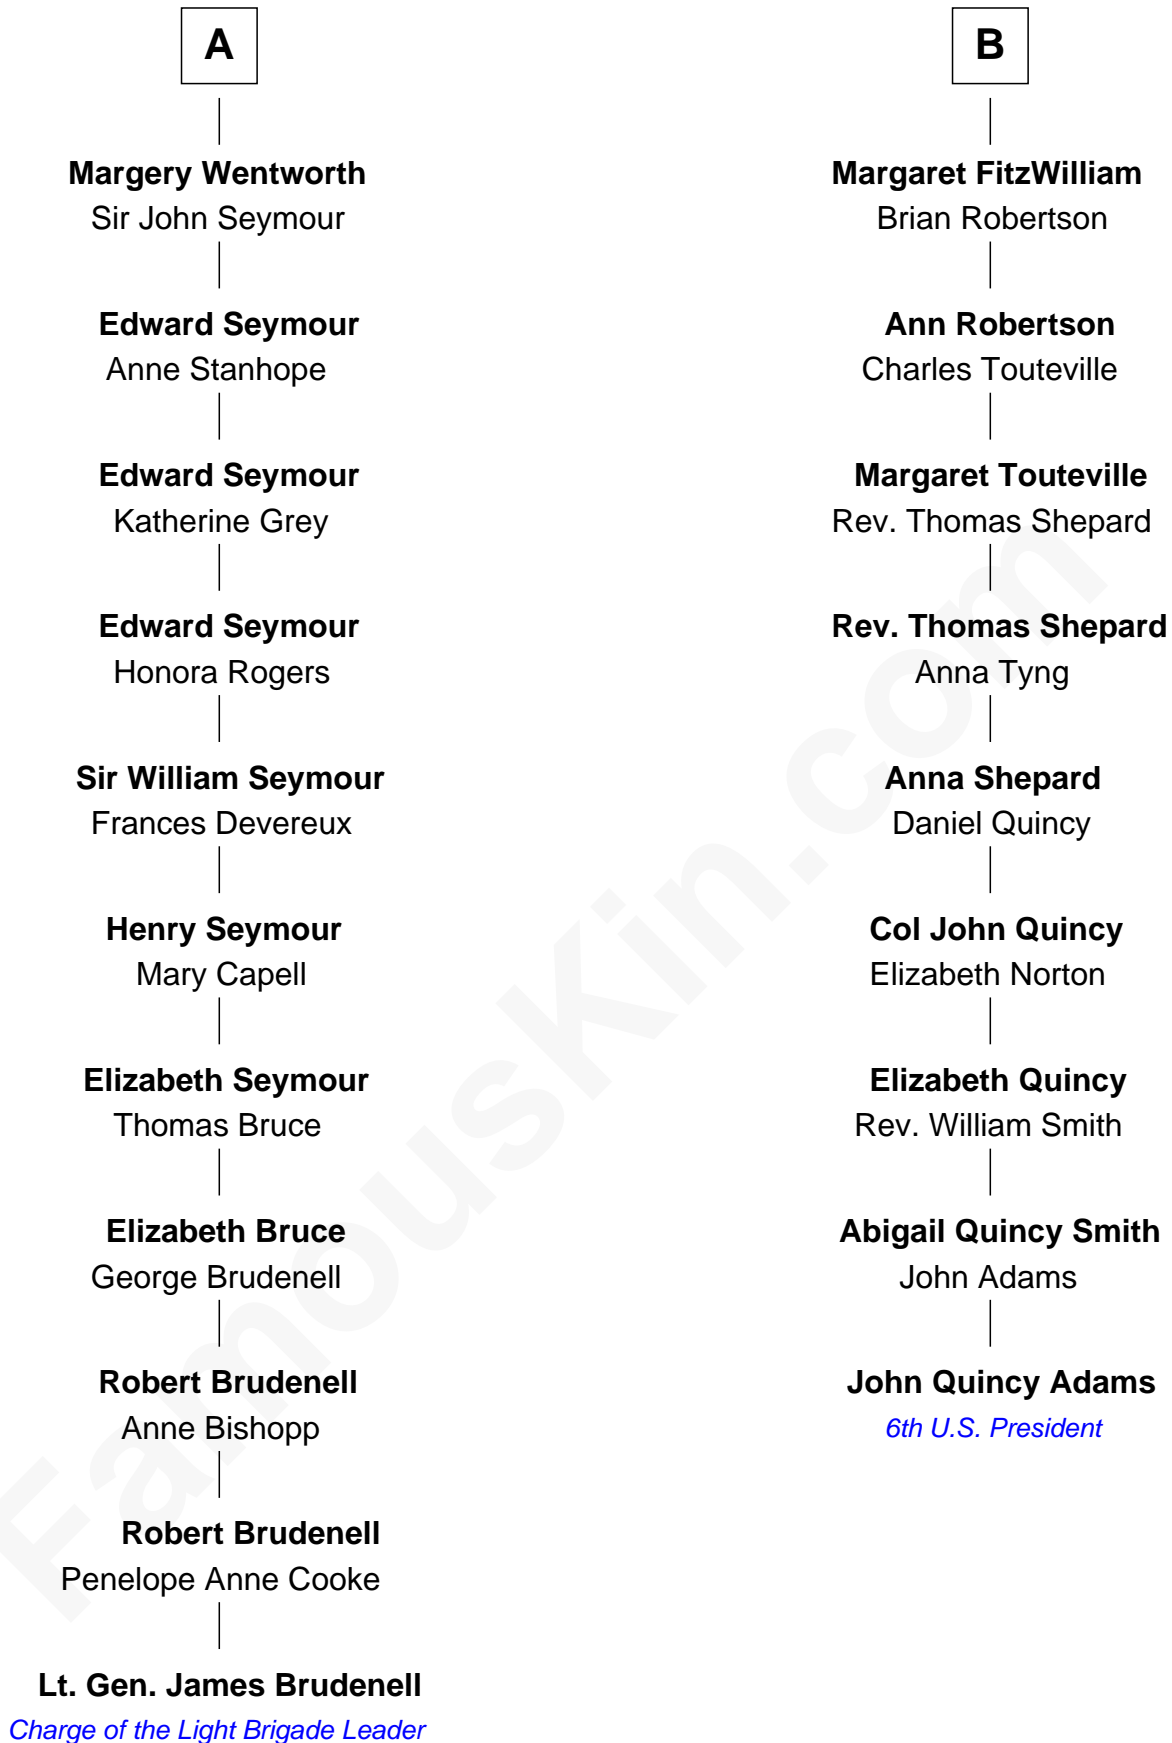 A
Margery Wentworth
Sir John Seymour
Edward Seymour
Anne Stanhope
Edward Seymour
Katherine Grey
Edward Seymour
Honora Rogers
Sir William Seymour
Frances Devereux
Henry Seymour
Mary Capell
Elizabeth Seymour
Thomas Bruce
Elizabeth Bruce
George Brudenell
Robert Brudenell
Anne Bishopp
Robert Brudenell
Penelope Anne Cooke
Lt. Gen. James Brudenell
Charge of the Light Brigade Leader
B
Margaret FitzWilliam
Brian Robertson
Ann Robertson
Charles Touteville
Margaret Touteville
Rev. Thomas Shepard
Rev. Thomas Shepard
Anna Tyng
Anna Shepard
Daniel Quincy
Col John Quincy
Elizabeth Norton
Elizabeth Quincy
Rev. William Smith
Abigail Quincy Smith
John Adams
John Quincy Adams
6th U.S. President
FamousKin.com